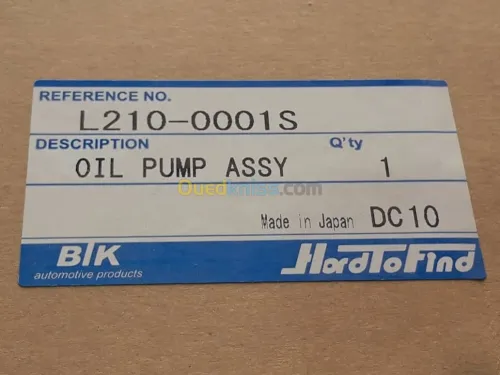 REFERENCE NO.
L210-0001S
DESCRIPTION Q'ty
OIL PUMP ASSY 1
Ouedkniss.com
Made in Japan DC10
BTK HardToFind
automotive products